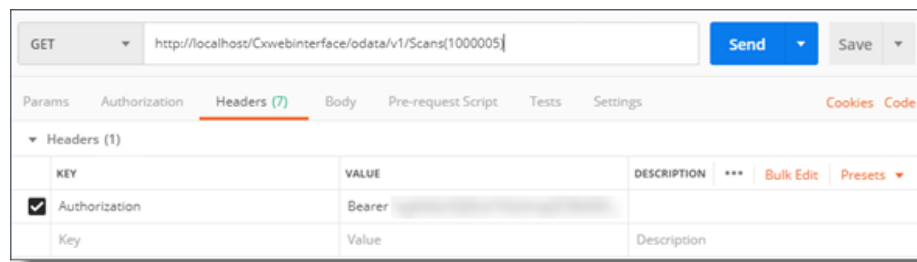 GET http://localhost/Cxwebinterface/odata/v1/Scans(1000005) Send Save
Params Authorization Headers (7) Body Pre-request Script Tests Settings Cookies Code
Headers (1)
KEY VALUE DESCRIPTION ••• Bulk Edit Presets
Authorization Bearer
Key Value Description